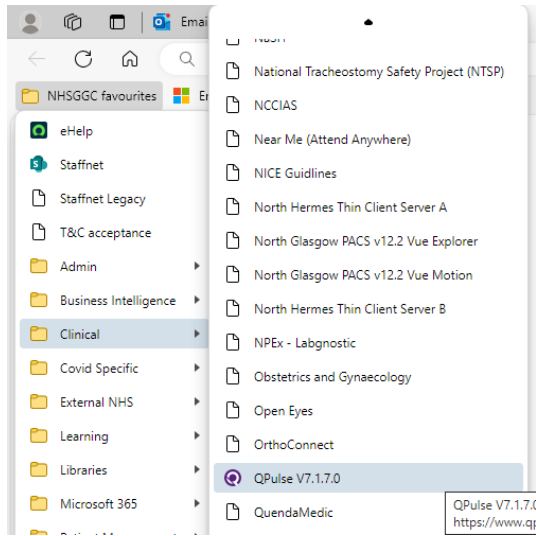 Emai
NHSGGC favourites
eHelp
Staffnet
Staffnet Legacy
T&C acceptance
Admin
Business Intelligence
Clinical
Covid Specific
External NHS
Learning
Libraries
Microsoft 365
National Tracheostomy Safety Project (NTSP)
NCCIAS
Near Me (Attend Anywhere)
NICE Guidlines
North Hermes Thin Client Server A
North Glasgow PACS v12.2 Vue Explorer
North Glasgow PACS v12.2 Vue Motion
North Hermes Thin Client Server B
NPEx - Labgnostic
Obstetrics and Gynaecology
Open Eyes
OrthoConnect
QPulse V7.1.7.0
QuendaMedic
QPulse V7.1.7.0
https://www.qp